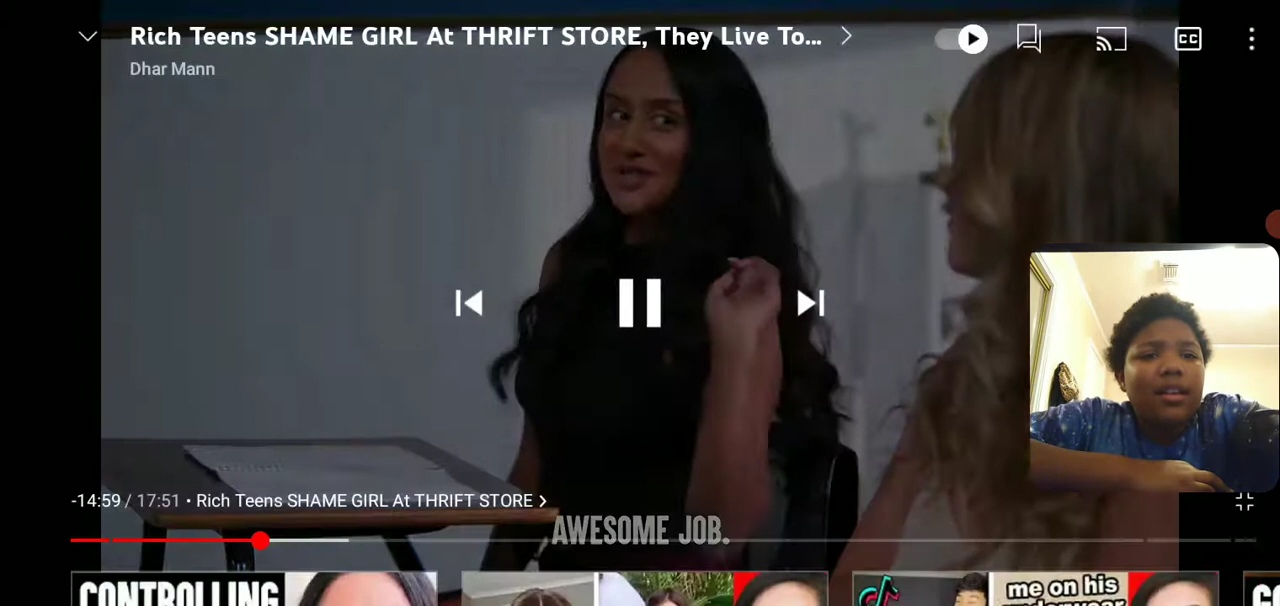 Rich Teens SHAME GIRL At THRIFT STORE, They Live To...
CC
Dhar Mann
-14:59 / 17:51 • Rich Teens SHAME GIRL At THRIFT STORE
AWESOME JOB.
CONTROLLING
me on his